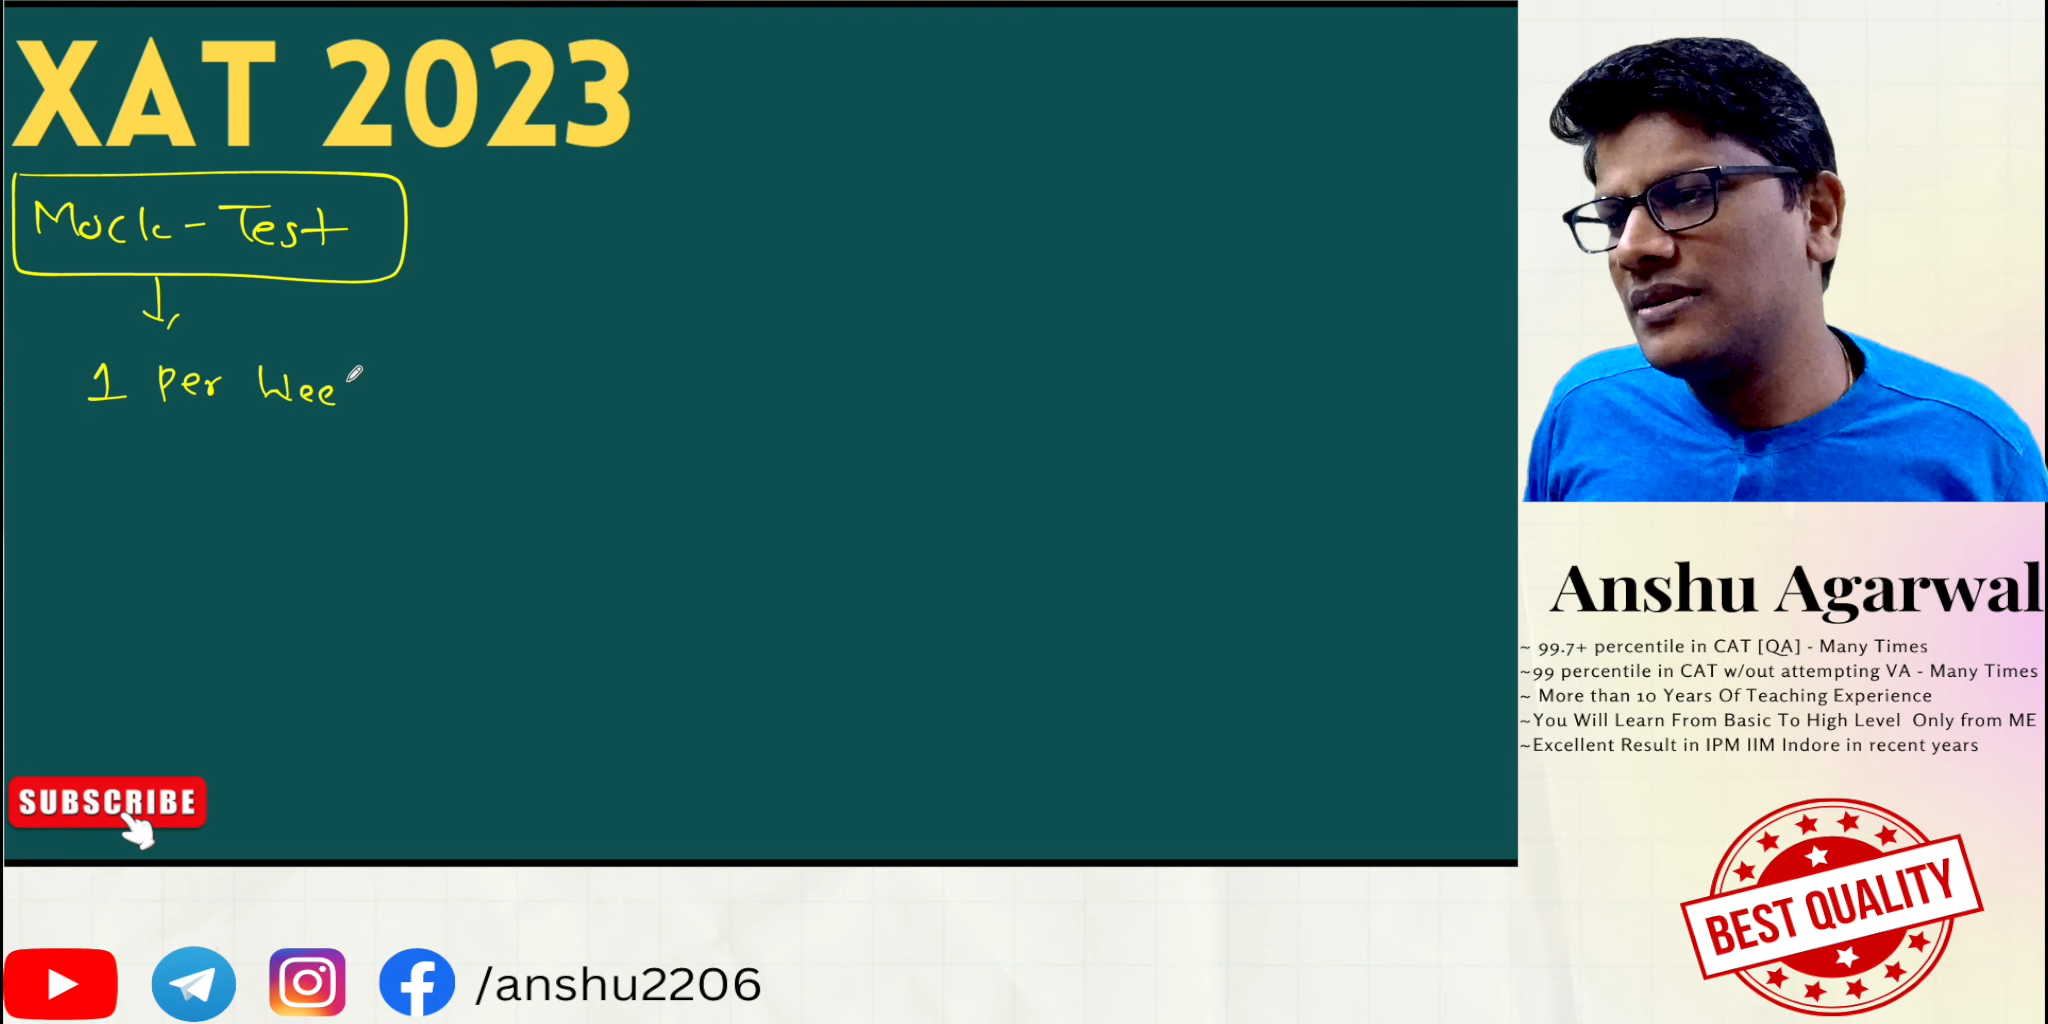 XAT 2023
Mock-Test
1 Per Wee
SUBSCRIBE
Anshu Agarwal
~ 99.7+ percentile in CAT [QA] - Many Times
~99 percentile in CAT w/out attempting VA - Many Times
~ More than 10 Years Of Teaching Experience
~You Will Learn From Basic To High Level Only from ME
~Excellent Result in IPM IIM Indore in recent years
BEST QUALITY
/anshu2206